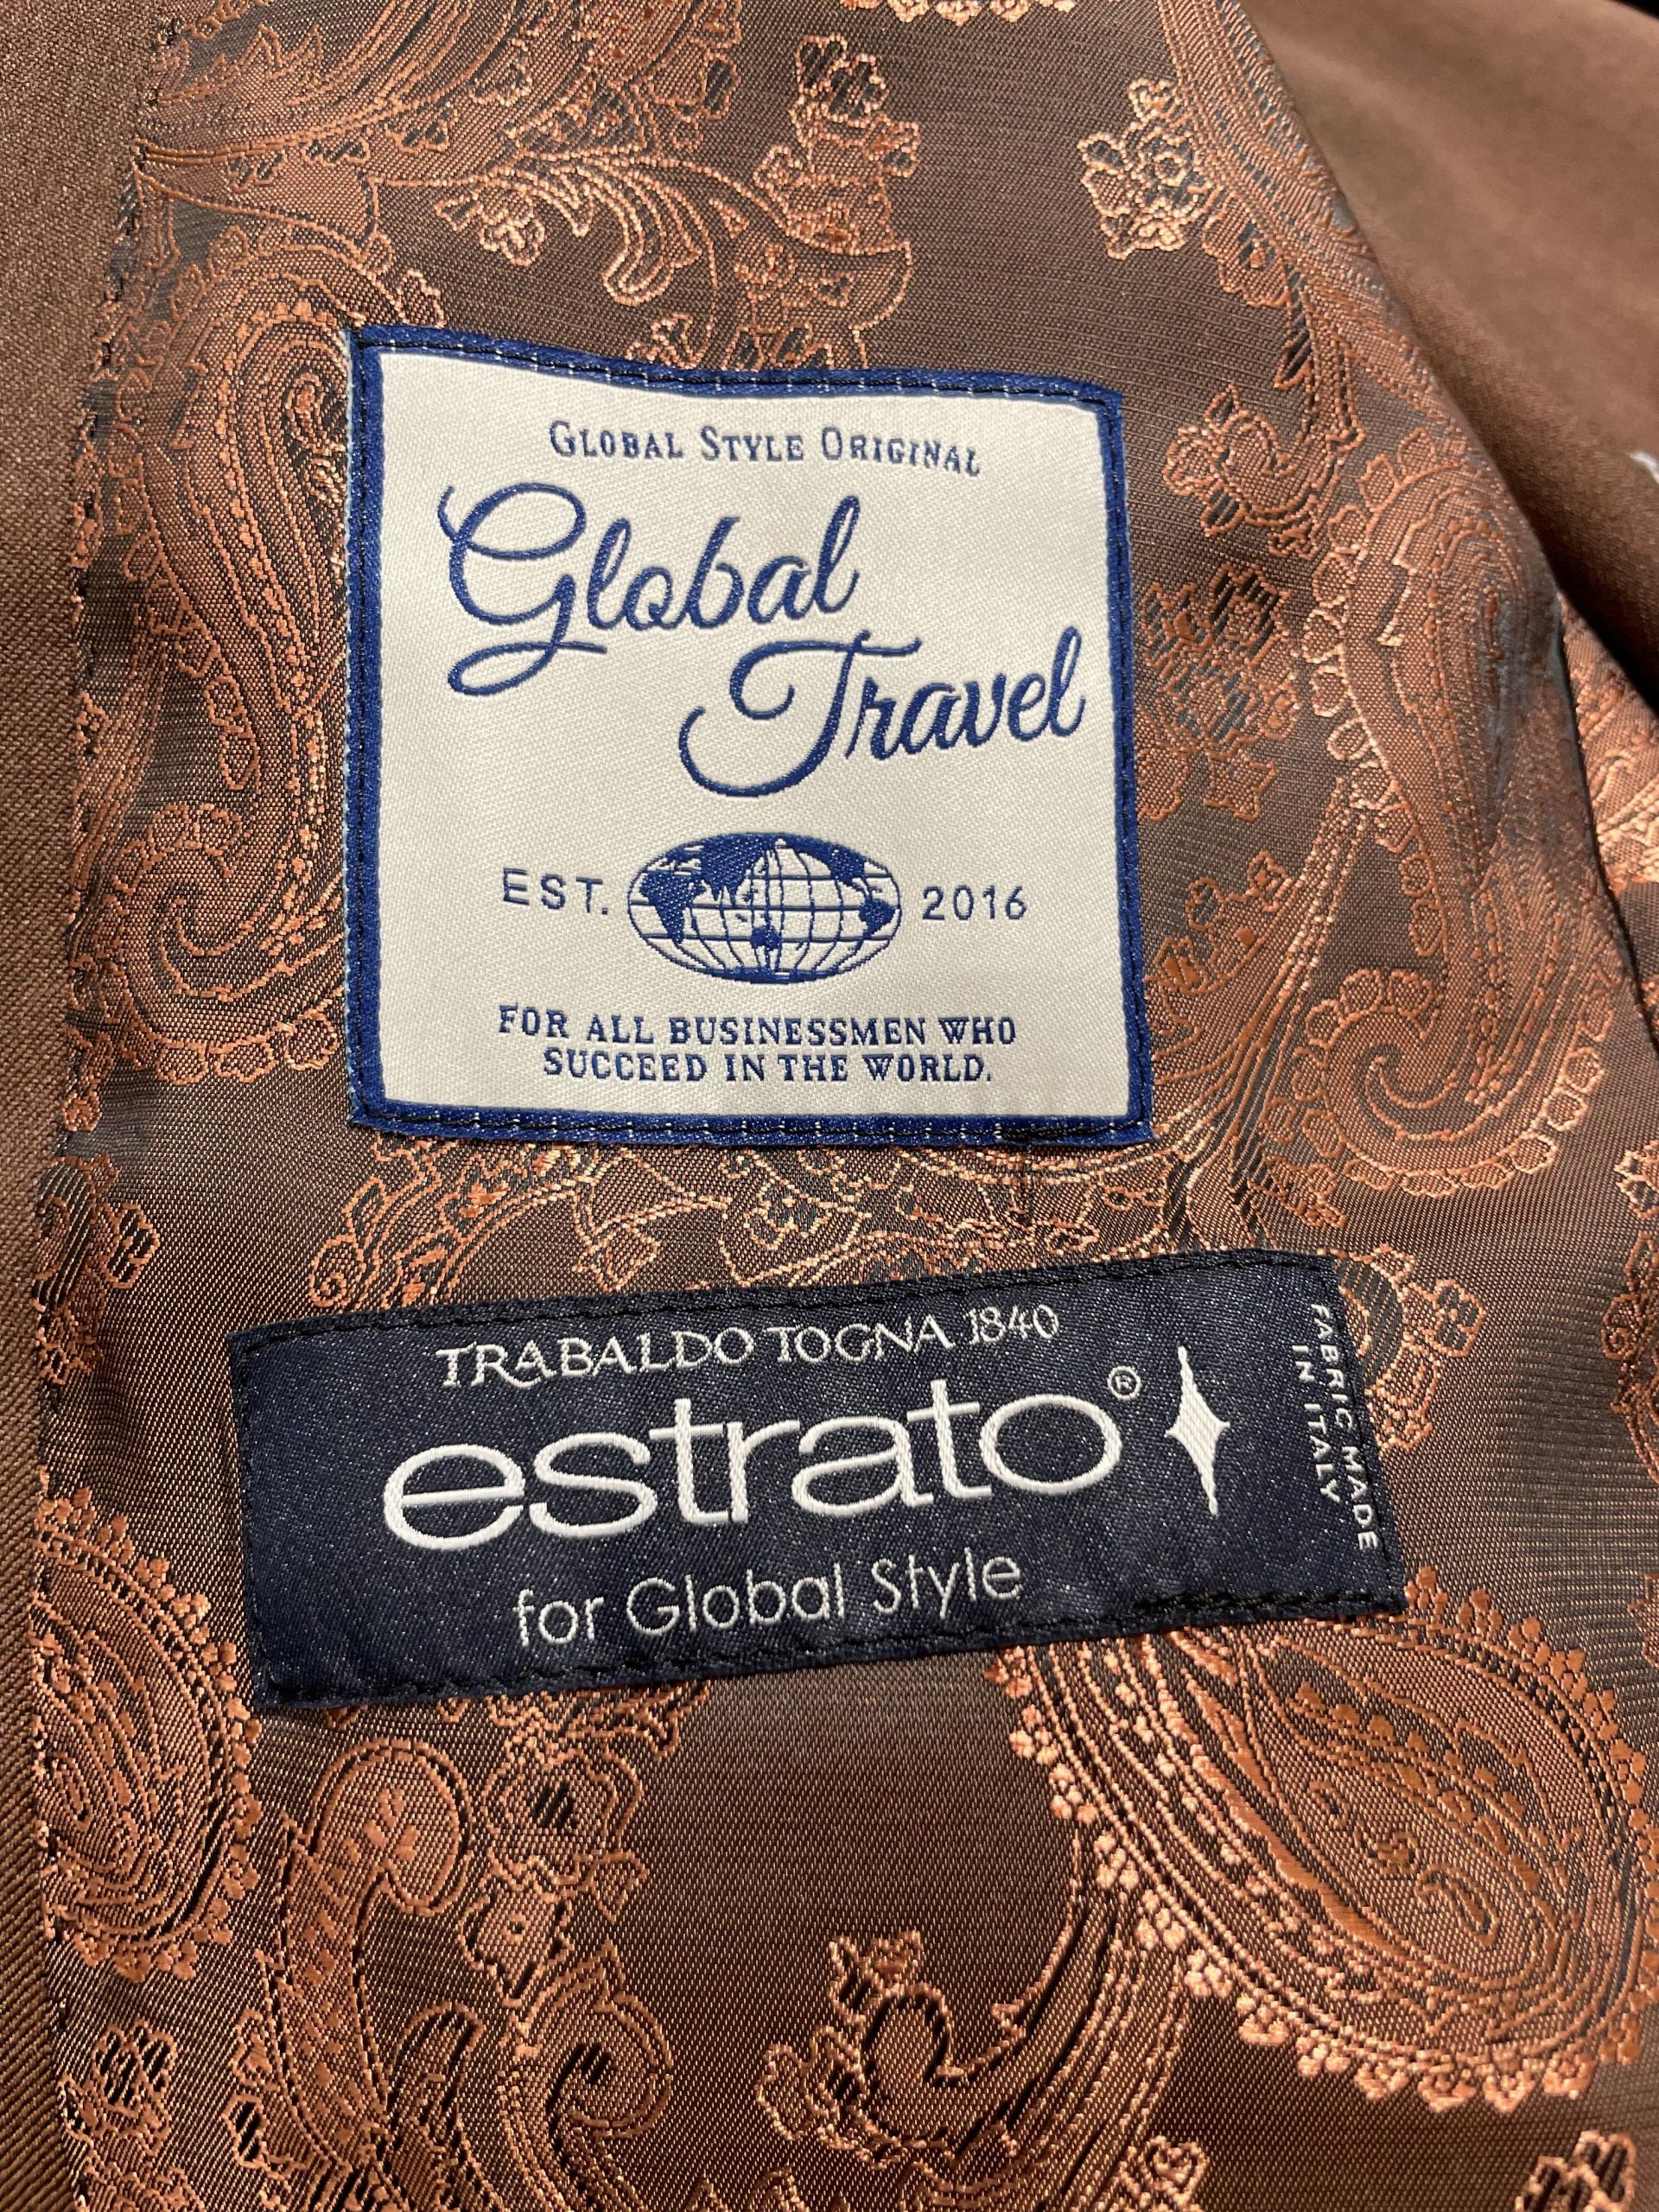 GLOBAL STYLE ORIGINAL
Global
Travel
EST. 2016
FOR ALL BUSINESSMEN WHO
SUCCEED IN THE WORLD.
TRABALDO TOGNA 1840
estrato®
for Global Style
FABRIC MADE
IN ITALY